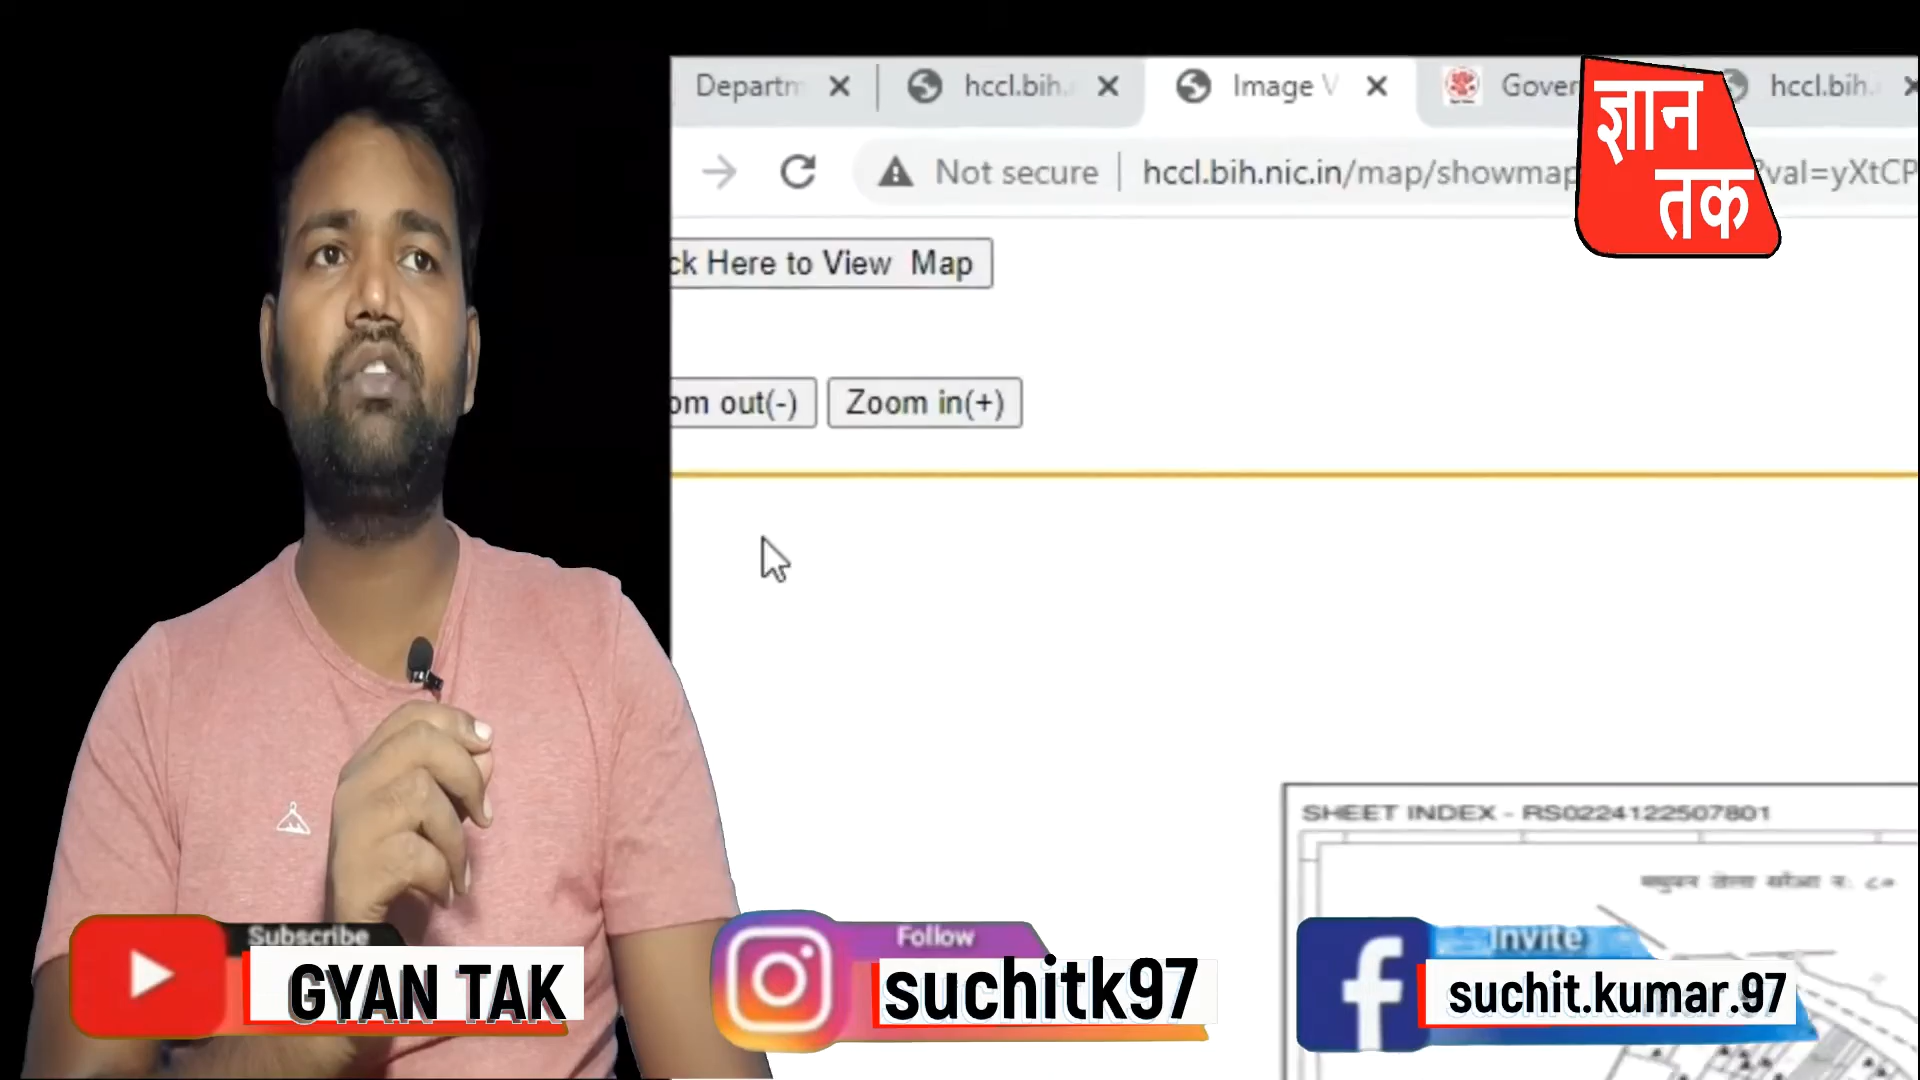 Departm
hccl.bih.
Image V
Gover
hccl.bih.
ज्ञान
तक
Not secure
hccl.bih.nic.in/map/showmap
?val=yXtCP
ck Here to View Map
om out(-)
Zoom in(+)
SHEET INDEX - RS0224122507801
Subscribe
GYAN TAK
Follow
suchitk97
Invite
suchit.kumar.97